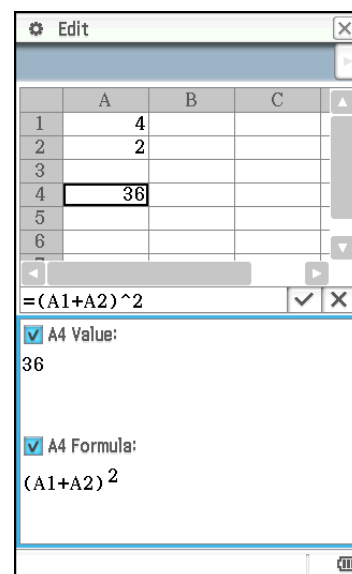 Edit
A B C
1 4
2 2
3
4 36
5
6
=(A1+A2)^2
A4 Value:
36
A4 Formula:
(A1+A2)2